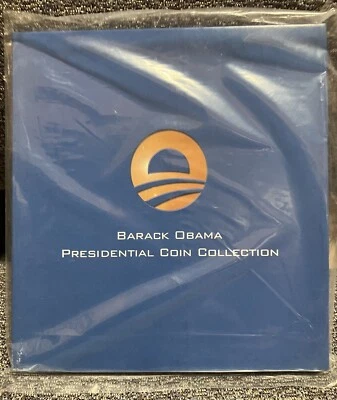 Barack Obama
Presidential Coin Collection